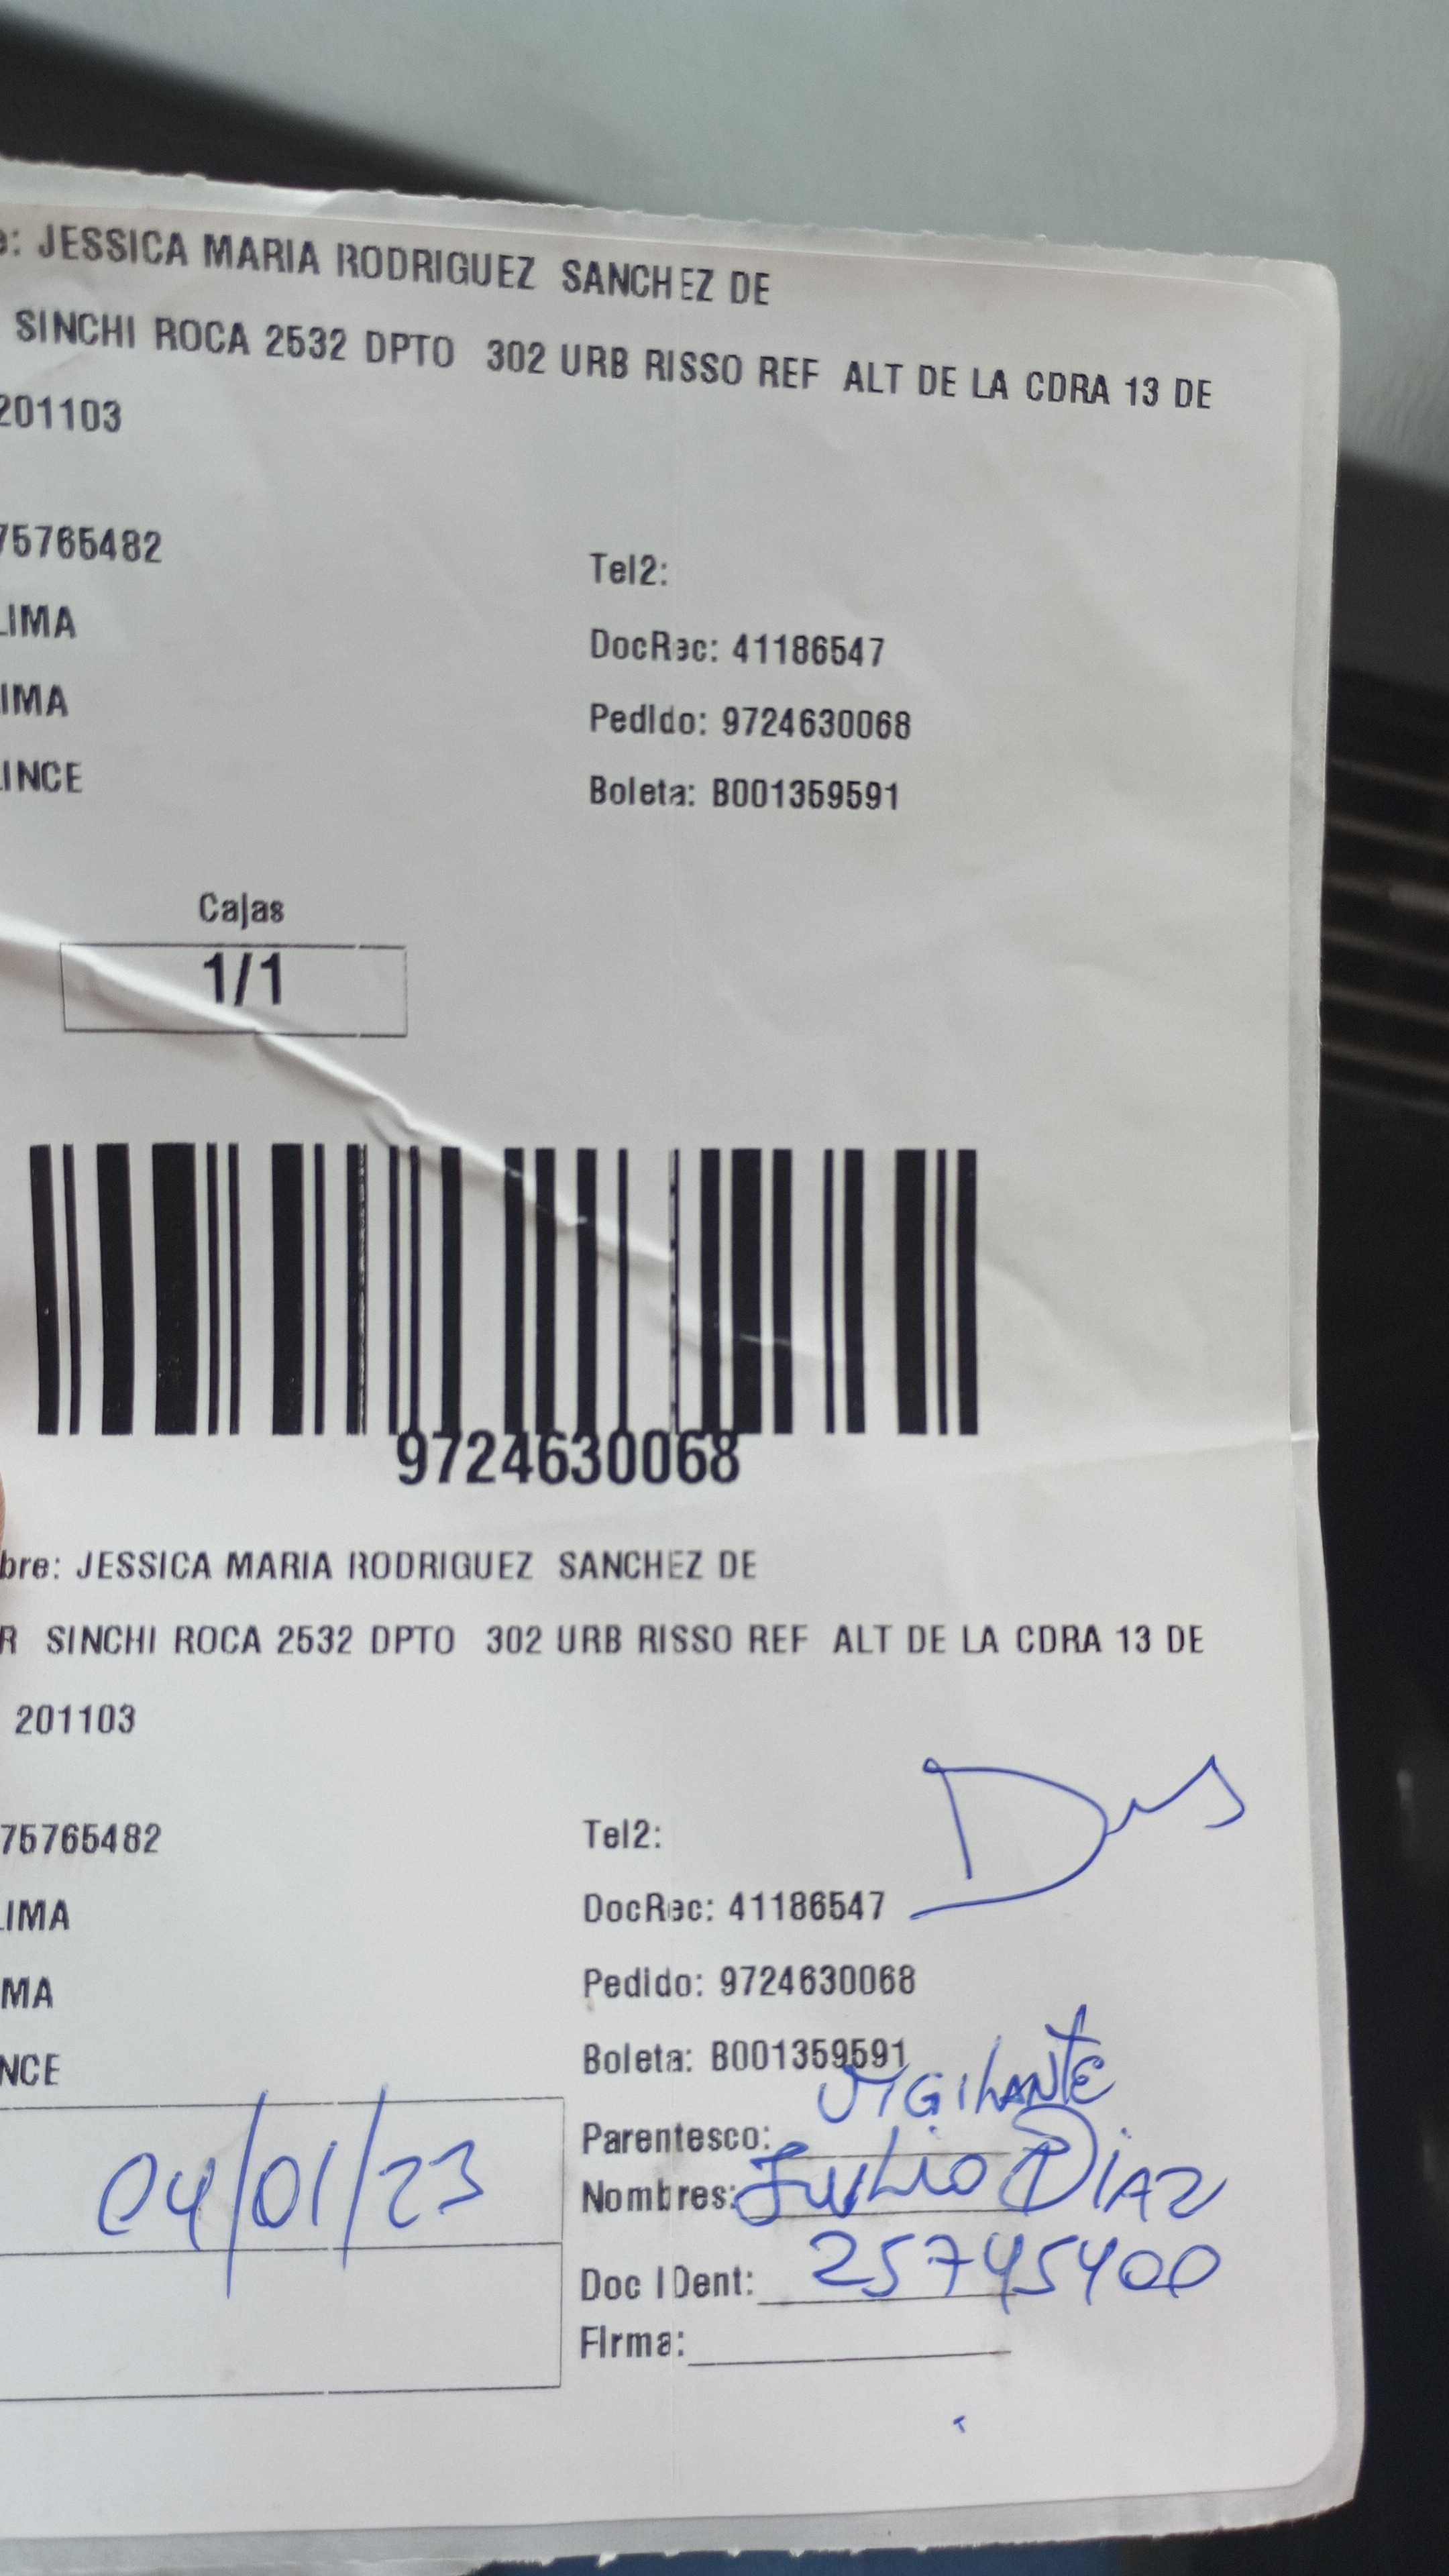 e: JESSICA MARIA RODRIGUEZ SANCHEZ DE
SINCHI ROCA 2532 DPTO 302 URB RISSO REF ALT DE LA CDRA 13 DE
201103
75765482
Tel2:
LIMA
DocRec: 41186547
IMA
Pedido: 9724630068
LINCE
Boleta: B001359591
Cajas
1/1
9724630068
bre: JESSICA MARIA RODRIGUEZ SANCHEZ DE
R SINCHI ROCA 2532 DPTO 302 URB RISSO REF ALT DE LA CDRA 13 DE
201103
75765482
Tel2:
LIMA
DocRec: 41186547
MA
Pedido: 9724630068
NCE
Boleta: B001359591
04/01/23
Parentesco: VIGILANTE
Nombres: JULIO DIAZ
Doc IDent: 25745400
Firma: